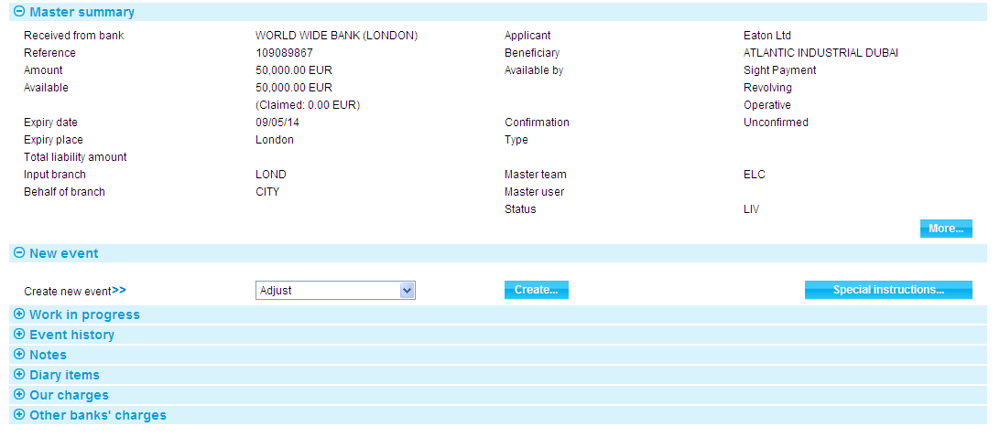 Master summary
Received from bank WORLD WIDE BANK (LONDON) Applicant Eaton Ltd
Reference 109089867 Beneficiary ATLANTIC INDUSTRIAL DUBAI
Amount 50,000.00 EUR Available by Sight Payment
Available 50,000.00 EUR Revolving
(Claimed: 0.00 EUR) Operative
Expiry date 09/05/14 Confirmation Unconfirmed
Expiry place London Type
Total liability amount
Input branch LOND Master team ELC
Behalf of branch CITY Master user
Status LIV
More...
New event
Create new event>> Adjust Create... Special instructions...
Work in progress
Event history
Notes
Diary items
Our charges
Other banks' charges